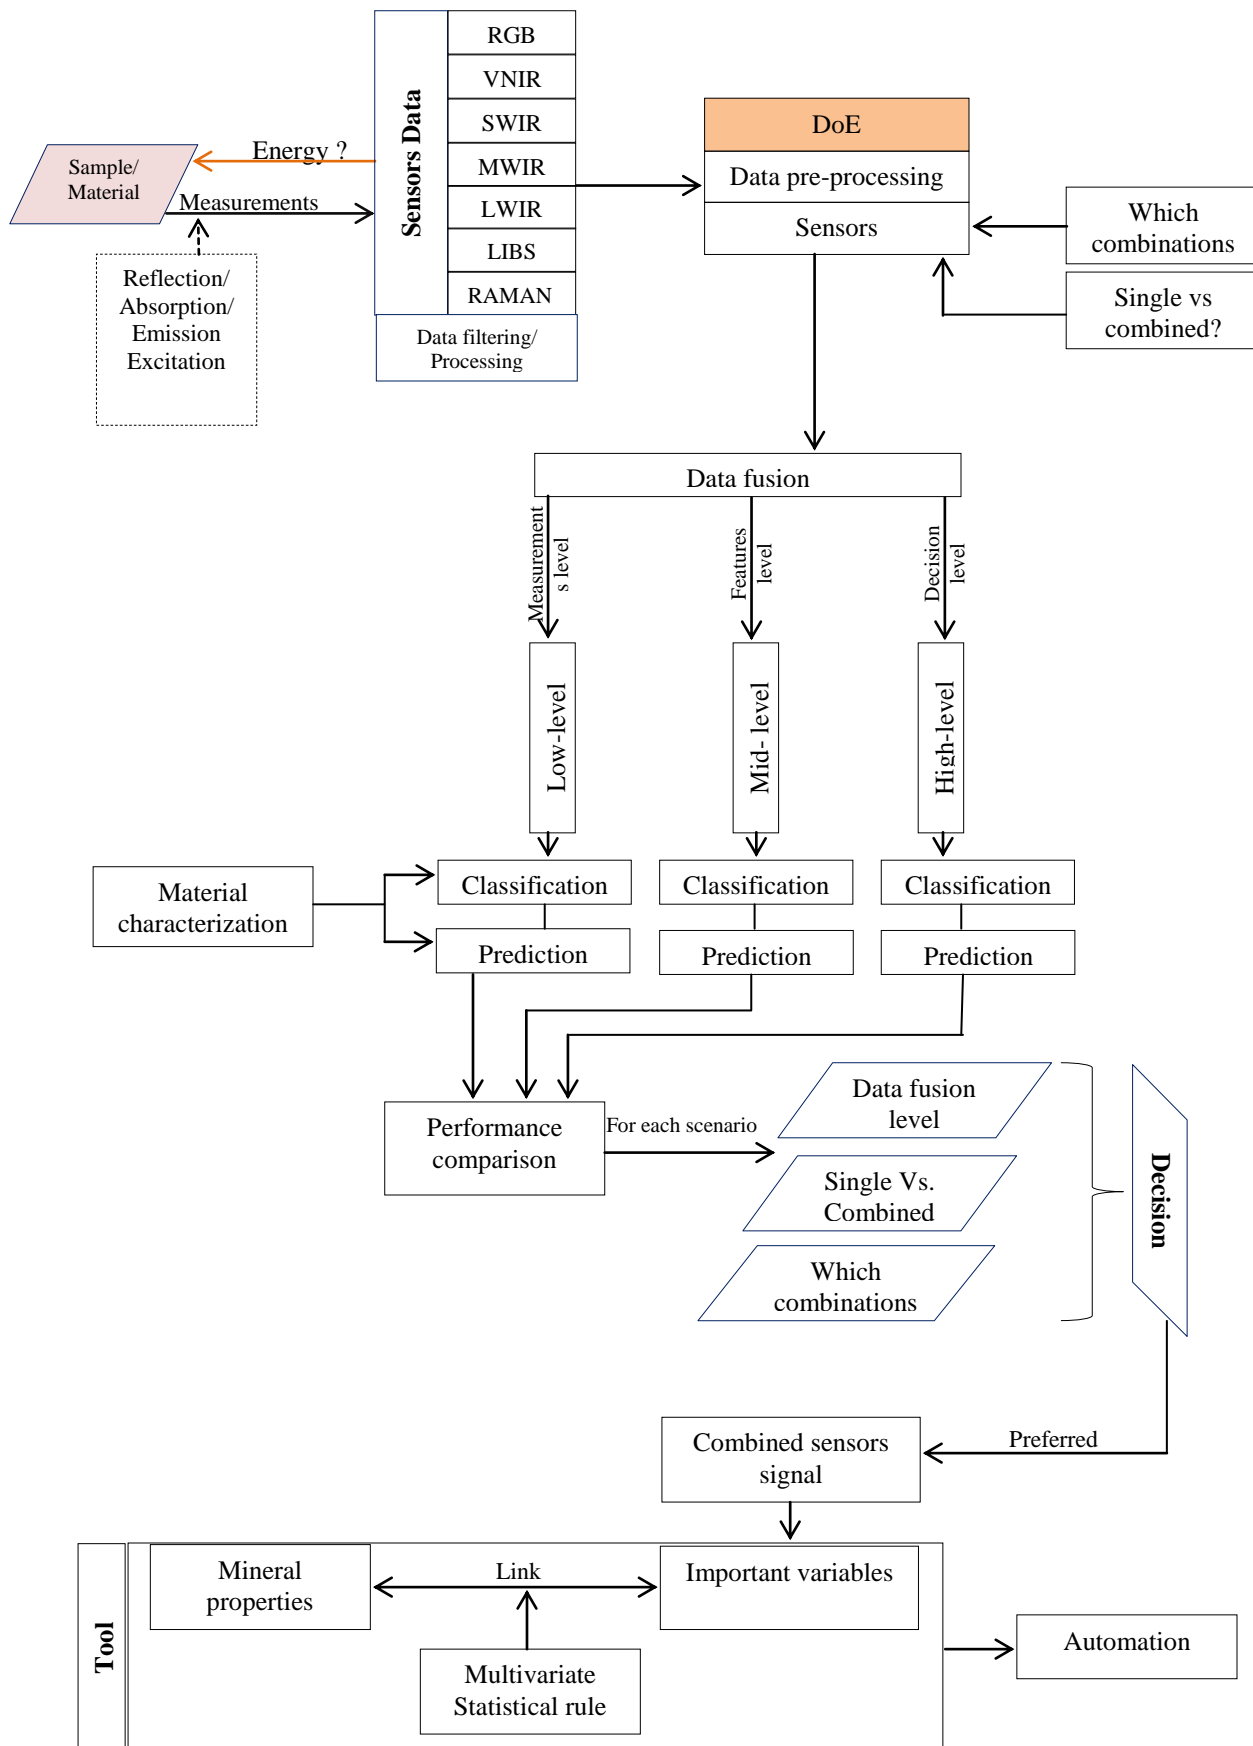 RGB
VNIR
SWIR
MWIR
LWIR
LIBS
RAMAN
Sensors Data
Data filtering/
Processing
Energy ?
Sample/
Material
Measurements
Reflection/
Absorption/
Emission
Excitation
DoE
Data pre-processing
Sensors
Which
combinations
Single vs
combined?
Data fusion
Measurement
s level
Features
level
Decision
level
Low-level
Mid- level
High-level
Material
characterization
Classification
Classification
Classification
Prediction
Prediction
Prediction
Performance
comparison
For each scenario
Data fusion
level
Single Vs.
Combined
Which
combinations
Decision
Preferred
Combined sensors
signal
Tool
Mineral
properties
Link
Important variables
Multivariate
Statistical rule
Automation